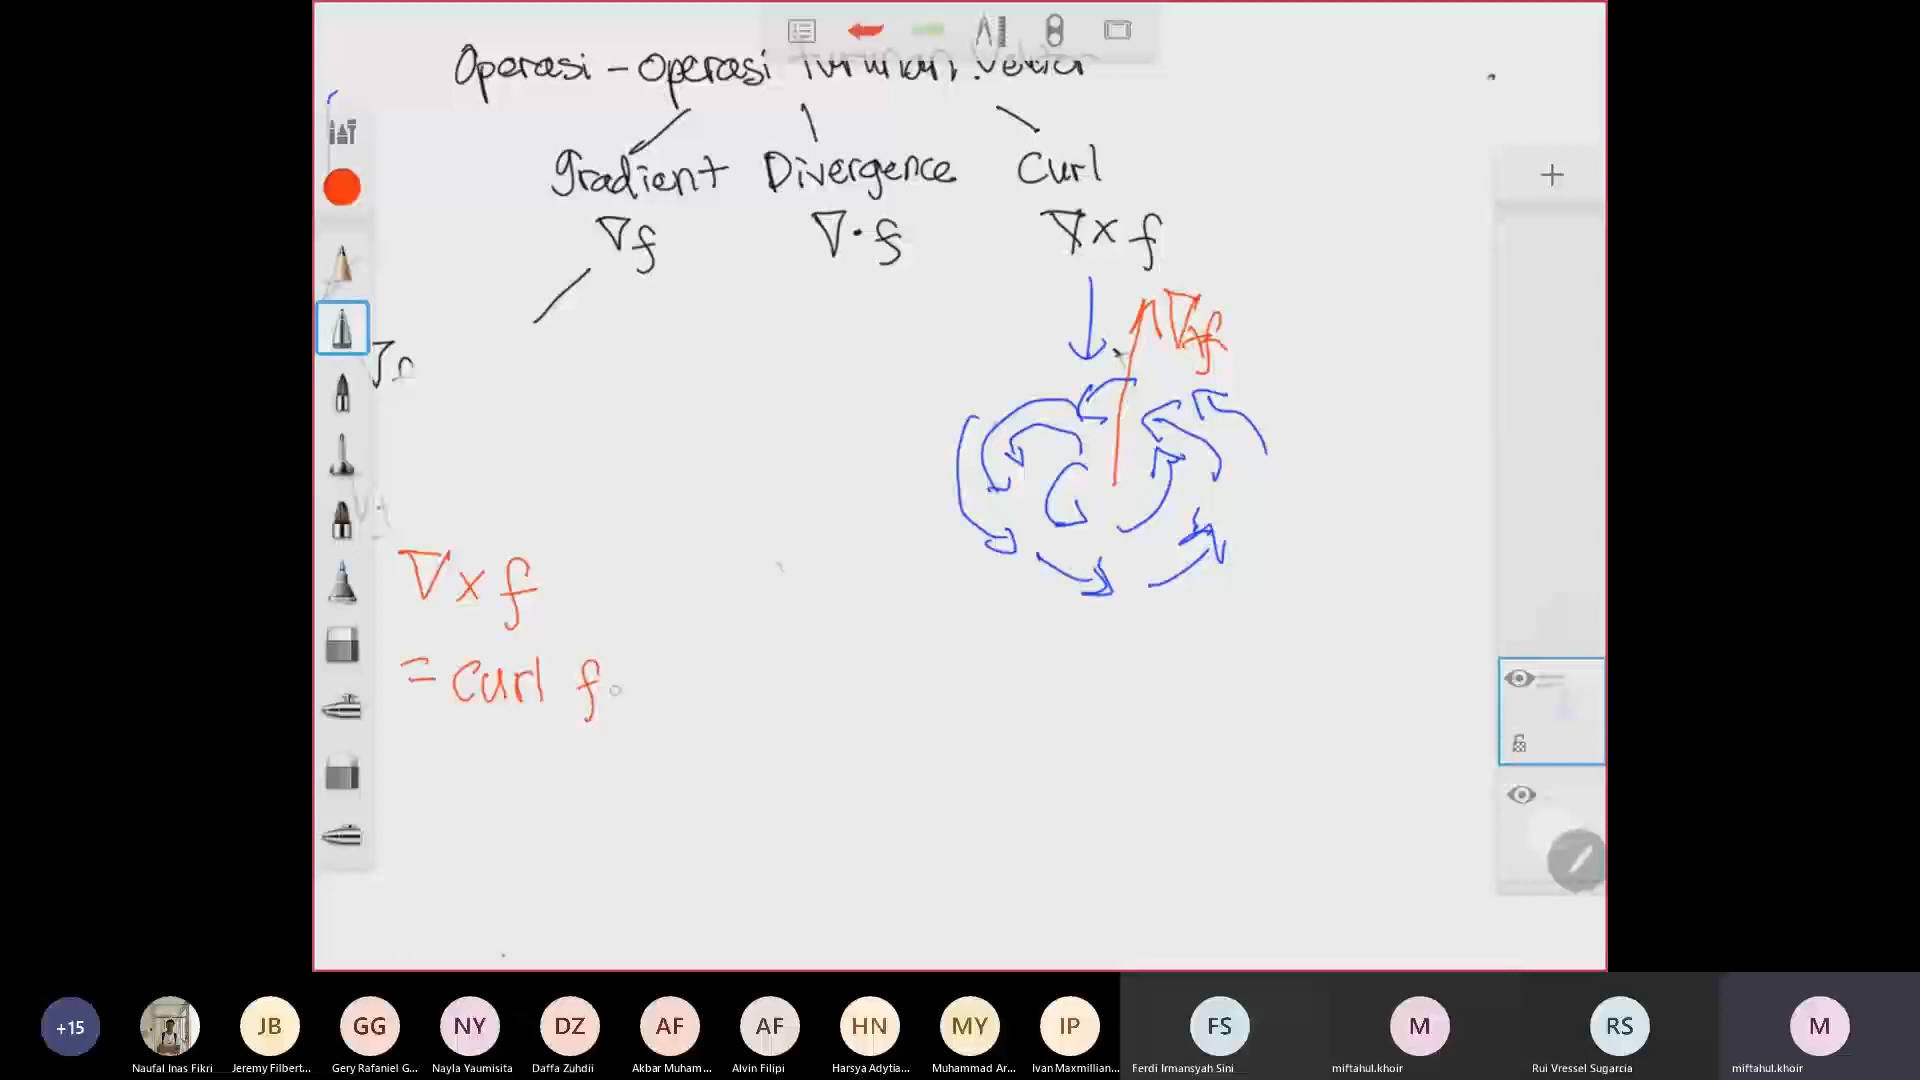 Operasi - operasi turunan Vektor
Gradient Divergence Curl
∇f ∇·f ∇×f
∇f
∇f
∇×f
= Curl f
+15
JB
GG
NY
DZ
AF
AF
HN
MY
IP
FS
M
RS
M
Naufal Inas Fikri
Jeremy Filbert...
Gery Rafaniel G...
Nayla Yaumisita
Daffa Zuhdii
Akbar Muham...
Alvin Filipi
Harsya Adytia...
Muhammad Ar...
Ivan Maxmillian...
Ferdi Irmansyah Sini...
miftahul.khoir
Rui Vressel Sugarcia
miftahul.khoir